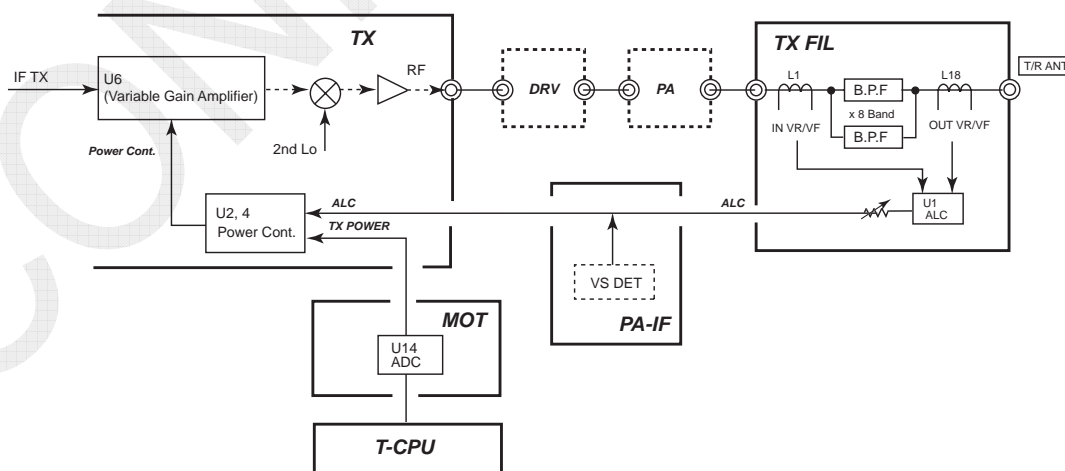 TX
IF TX
U6
(Variable Gain Amplifier)
RF
2nd Lo
Power Cont.
U2, 4
Power Cont.
ALC
TX POWER
DRV
PA
TX FIL
L1
B.P.F
L18
x 8 Band
IN VR/VF
B.P.F
OUT VR/VF
U1
ALC
T/R ANT
ALC
VS DET
PA-IF
MOT
U14
ADC
T-CPU